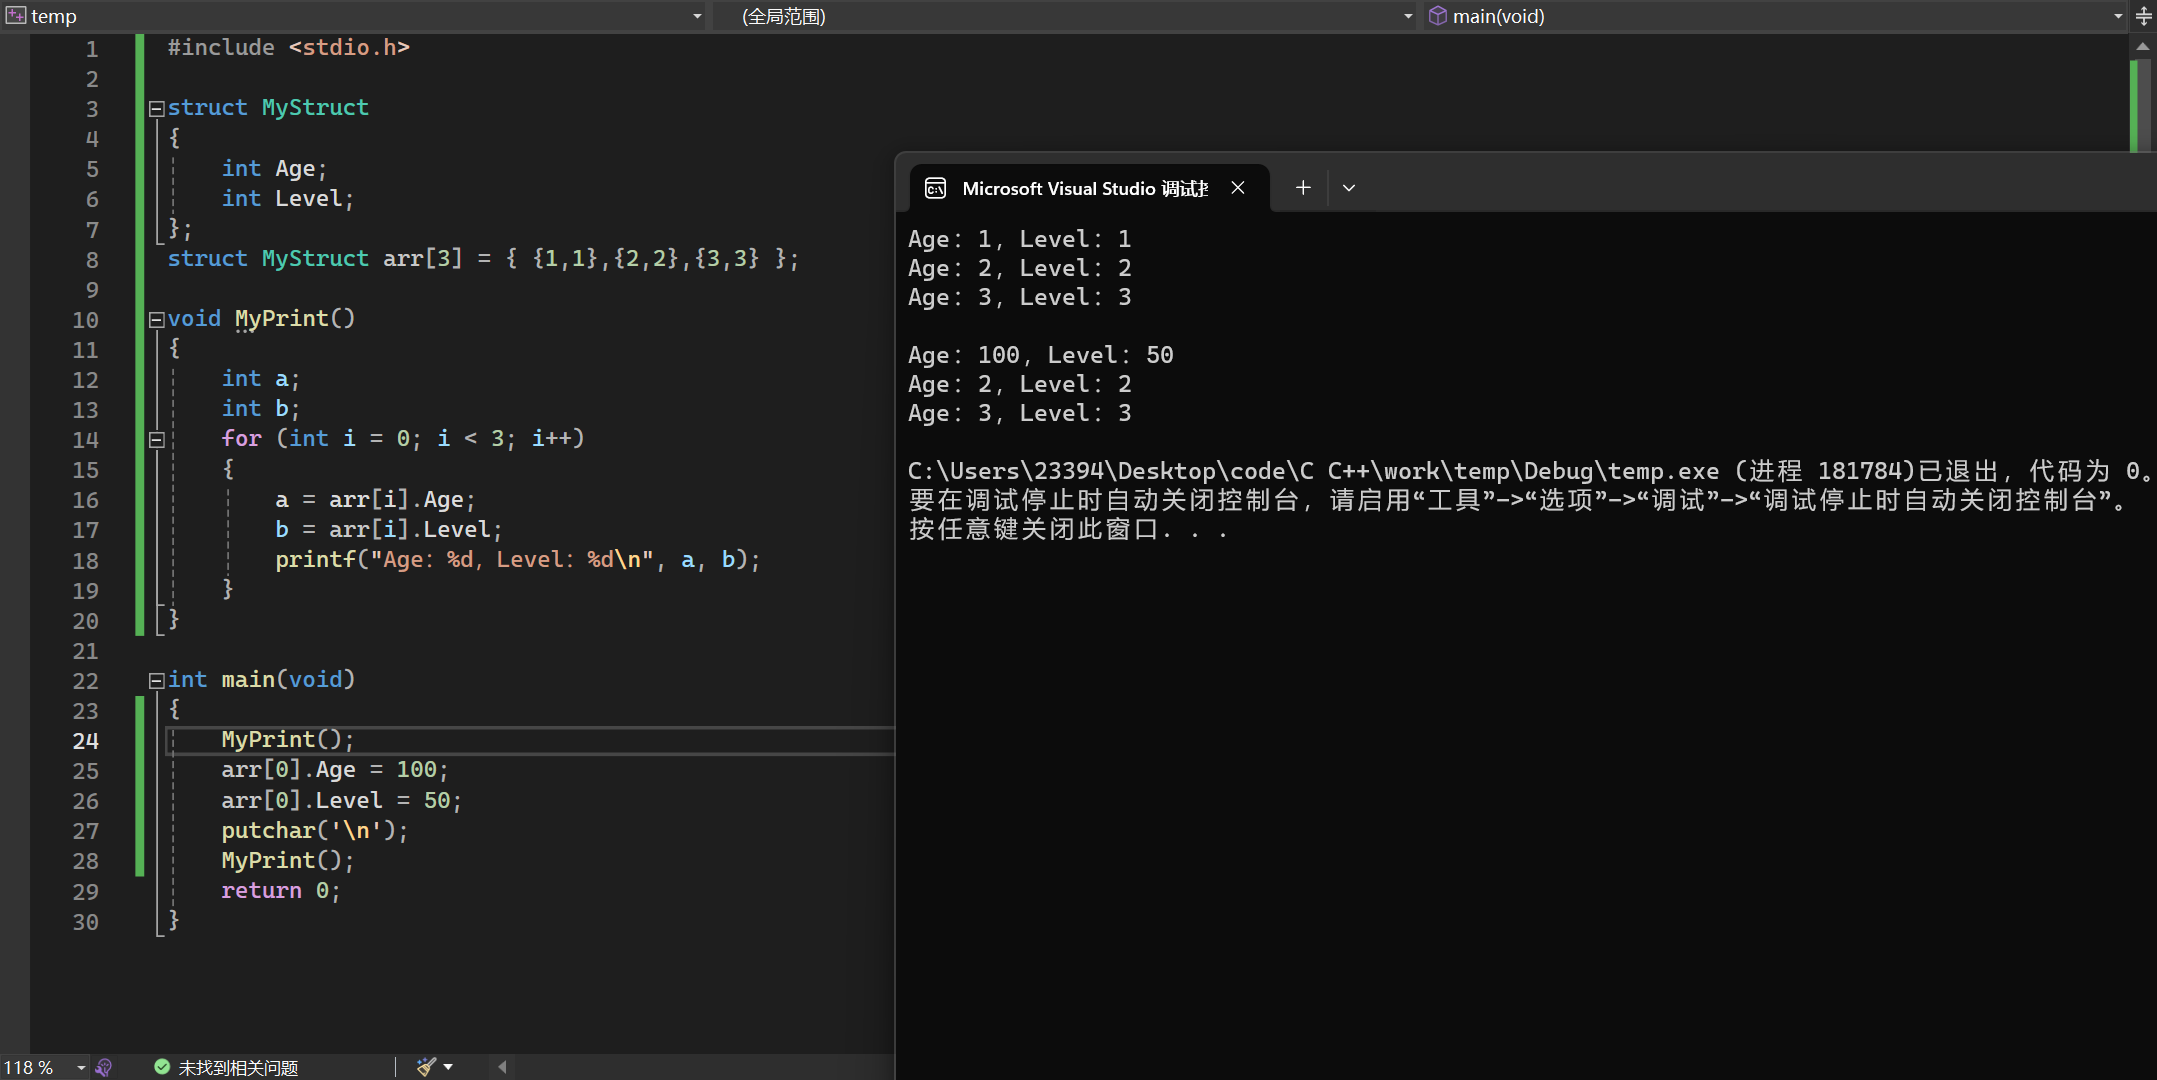 temp (全局范围) main(void)
1 #include <stdio.h>
2
3 struct MyStruct
4 {
5 int Age;
6 int Level;
7 };
8 struct MyStruct arr[3] = { {1,1},{2,2},{3,3} };
9
10 void MyPrint()
11 {
12 int a;
13 int b;
14 for (int i = 0; i < 3; i++)
15 {
16 a = arr[i].Age;
17 b = arr[i].Level;
18 printf("Age: %d, Level: %d\n", a, b);
19 }
20 }
21
22 int main(void)
23 {
24 MyPrint();
25 arr[0].Age = 100;
26 arr[0].Level = 50;
27 putchar('\n');
28 MyPrint();
29 return 0;
30 }
118 % 未找到相关问题
Microsoft Visual Studio 调试
Age: 1, Level: 1
Age: 2, Level: 2
Age: 3, Level: 3
Age: 100, Level: 50
Age: 2, Level: 2
Age: 3, Level: 3
C:\Users\23394\Desktop\code\C C++\work\temp\Debug\temp.exe (进程 181784)已退出，代码为 0。
要在调试停止时自动关闭控制台，请启用“工具”->“选项”->“调试”->“调试停止时自动关闭控制台”。
按任意键关闭此窗口. . .